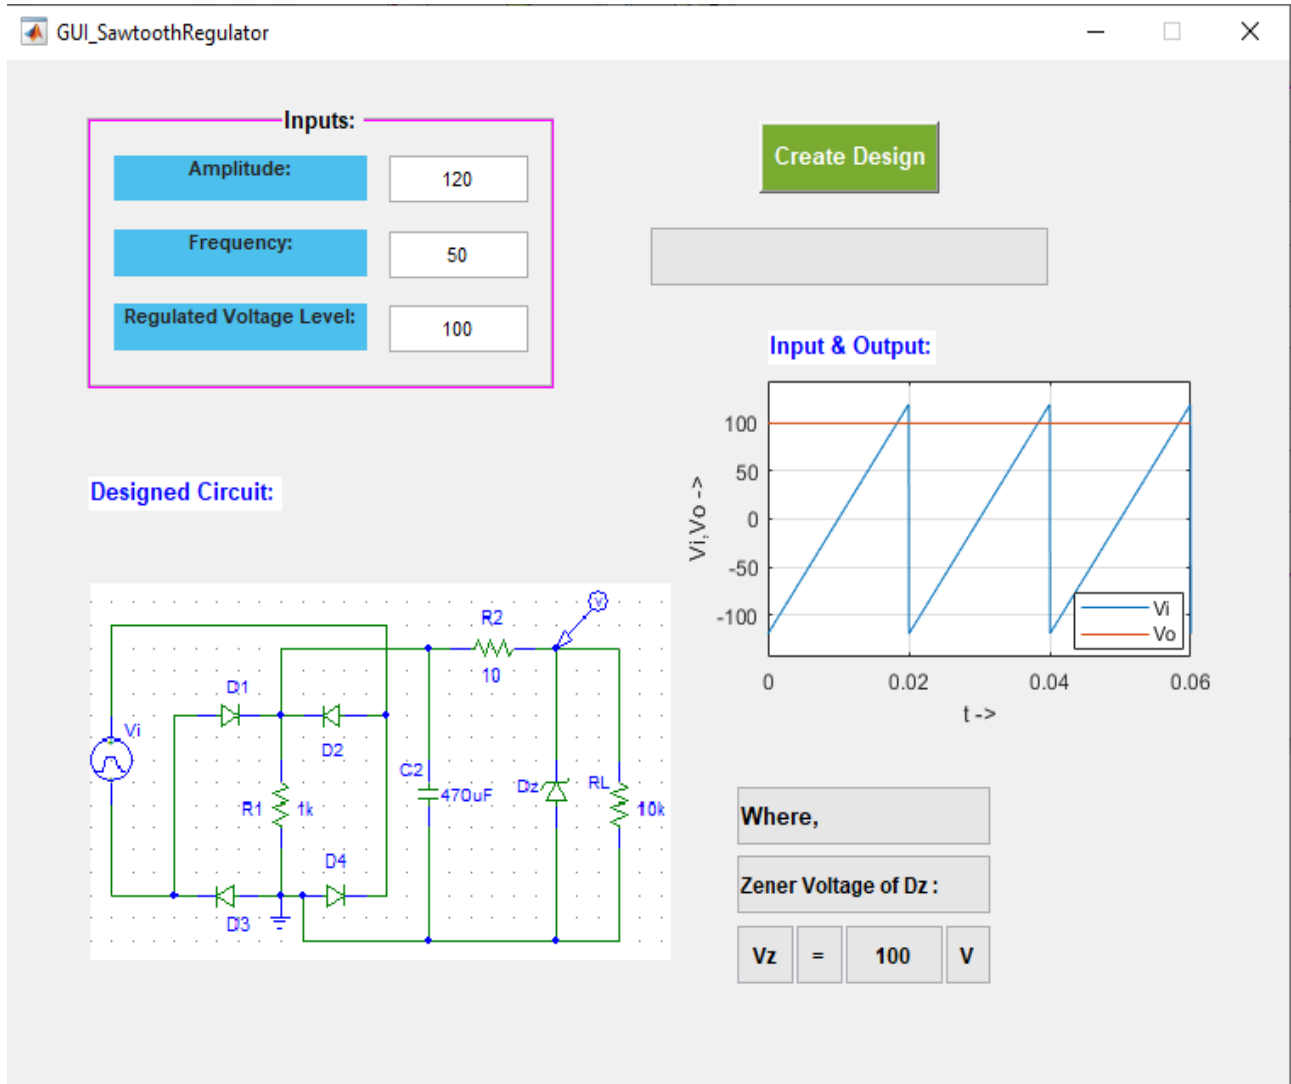 GUI_SawtoothRegulator
Inputs:
Amplitude:
120
Frequency:
50
Regulated Voltage Level:
100
Create Design
Input & Output:
100
50
0
-50
-100
Vi,Vo ->
Vi
Vo
0
0.02
0.04
0.06
t ->
Designed Circuit:
V
R2
10
D1
D2
Vi
C2
470uF
Dz
RL
10k
R1
1k
D4
D3
Where,
Zener Voltage of Dz :
Vz = 100 V